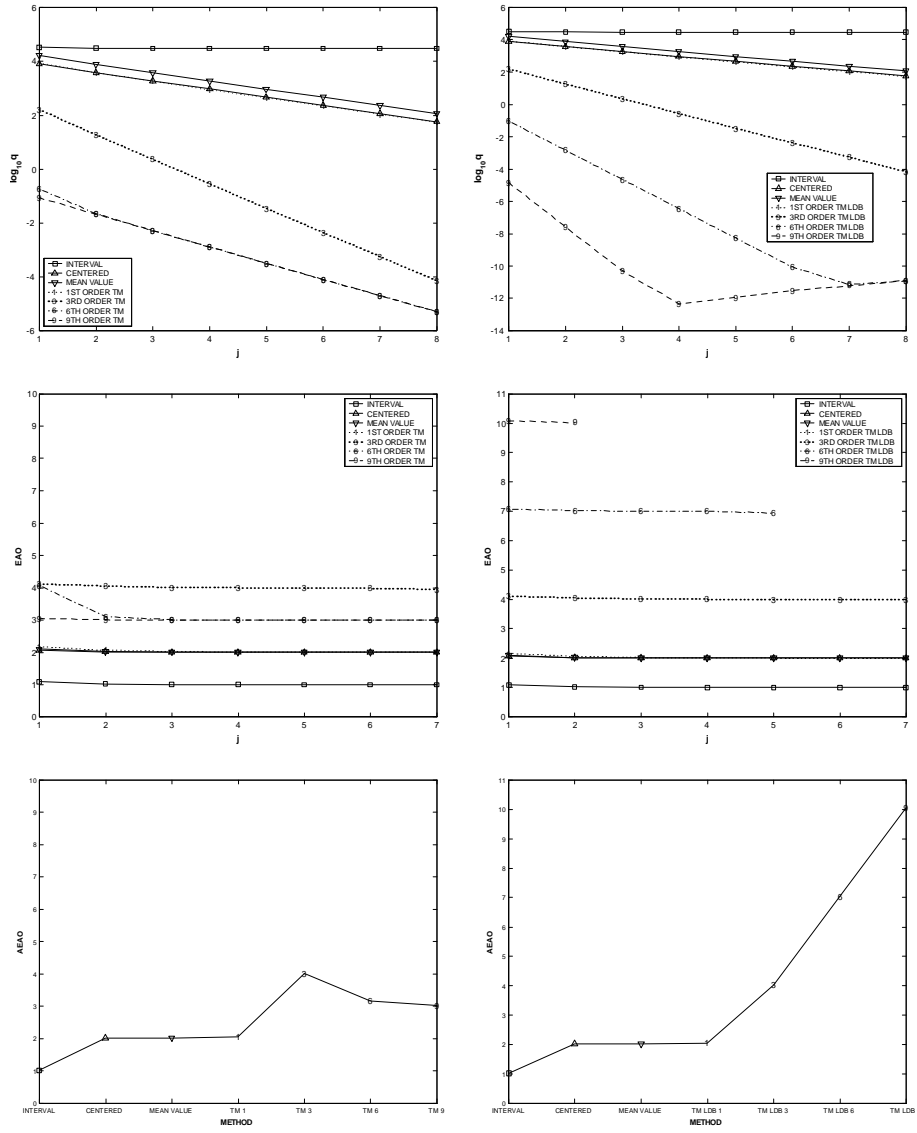 6
4
2
0
-2
-4
-6
1
2
3
4
5
6
7
8
j
log10 q
INTERVAL
CENTERED
MEAN VALUE
1ST ORDER TM
3RD ORDER TM
6TH ORDER TM
9TH ORDER TM
6
4
2
0
-2
-4
-6
-8
-10
-12
-14
1
2
3
4
5
6
7
8
j
log10 q
INTERVAL
CENTERED
MEAN VALUE
1ST ORDER TM LDB
3RD ORDER TM LDB
6TH ORDER TM LDB
9TH ORDER TM LDB
10
9
8
7
6
5
4
3
2
1
0
1
2
3
4
5
6
7
j
EAO
INTERVAL
CENTERED
MEAN VALUE
1ST ORDER TM
3RD ORDER TM
6TH ORDER TM
9TH ORDER TM
11
10
9
8
7
6
5
4
3
2
1
0
1
2
3
4
5
6
7
j
EAO
INTERVAL
CENTERED
MEAN VALUE
1ST ORDER TM LDB
3RD ORDER TM LDB
6TH ORDER TM LDB
9TH ORDER TM LDB
10
9
8
7
6
5
4
3
2
1
0
INTERVAL
CENTERED
MEAN VALUE
TM 1
TM 3
TM 6
TM 9
METHOD
AEAO
11
10
9
8
7
6
5
4
3
2
1
0
INTERVAL
CENTERED
MEAN VALUE
TM LDB 1
TM LDB 3
TM LDB 6
TM LDB
METHOD
AEAO